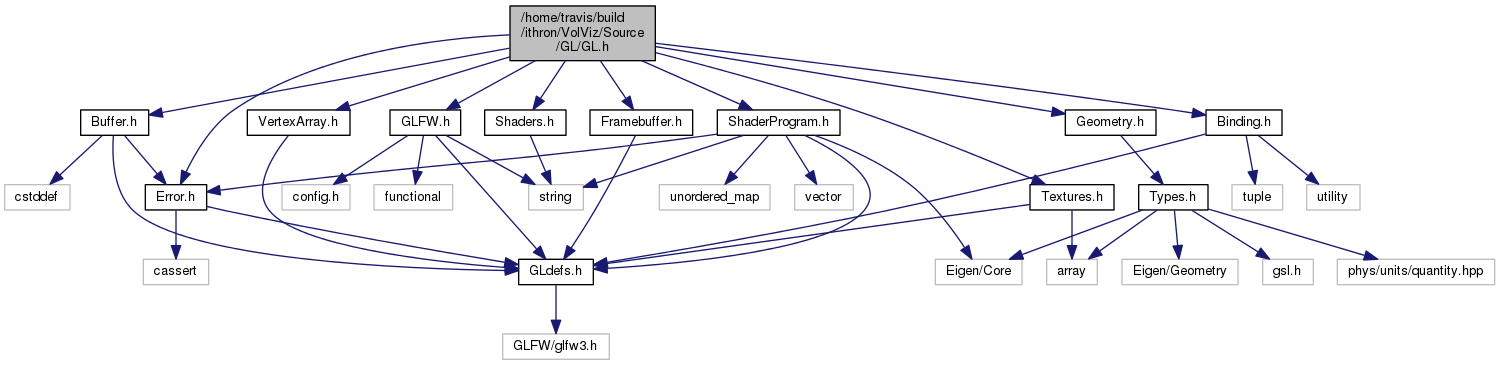 /home/travis/build
/ithron/VolViz/Source
/GL/GL.h
Buffer.h
VertexArray.h
GLFW.h
Shaders.h
Framebuffer.h
ShaderProgram.h
Geometry.h
Binding.h
cstddef
Error.h
config.h
functional
string
unordered_map
vector
Textures.h
Types.h
tuple
utility
cassert
GLdefs.h
Eigen/Core
array
Eigen/Geometry
gsl.h
phys/units/quantity.hpp
GLFW/glfw3.h